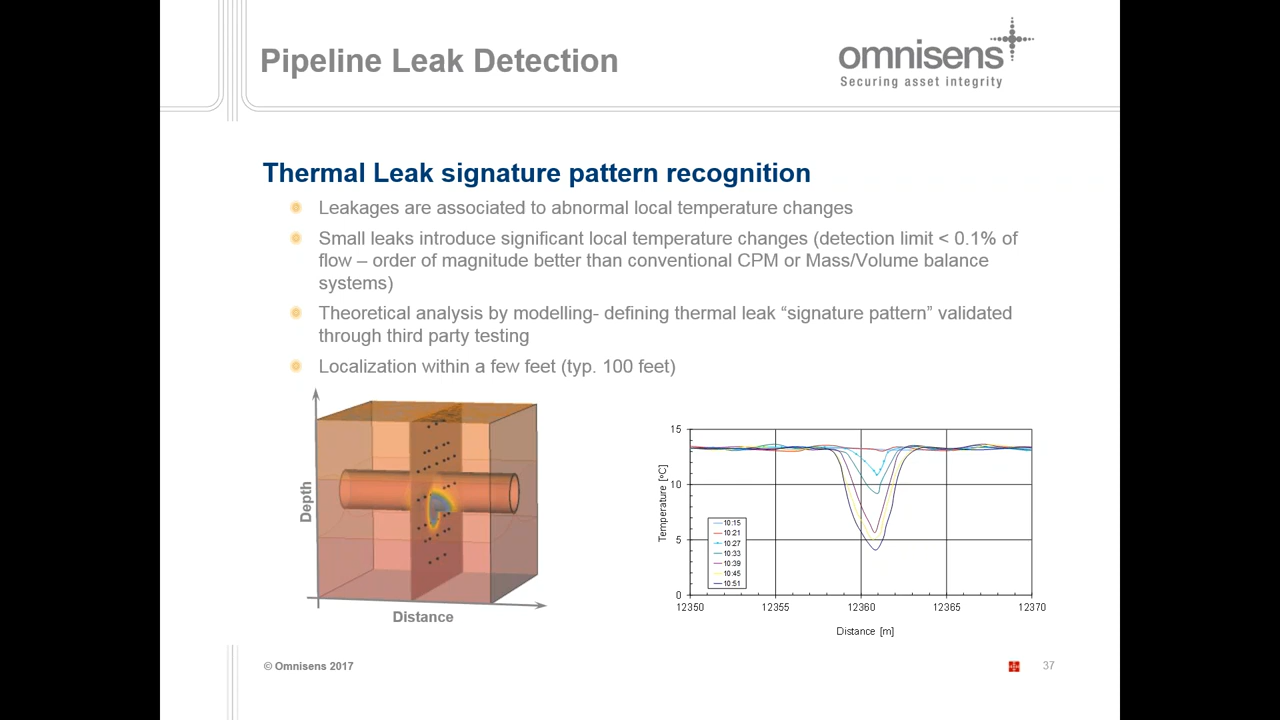 Pipeline Leak Detection
omnisens
Securing asset integrity
Thermal Leak signature pattern recognition
Leakages are associated to abnormal local temperature changes
Small leaks introduce significant local temperature changes (detection limit < 0.1% of
flow – order of magnitude better than conventional CPM or Mass/Volume balance
systems)
Theoretical analysis by modelling- defining thermal leak “signature pattern” validated
through third party testing
Localization within a few feet (typ. 100 feet)
Depth
Distance
15
10
5
0
Temperature [ºC]
10:15
10:21
10:27
10:33
10:39
10:45
10:51
12350
12355
12360
12365
12370
Distance [m]
© Omnisens 2017
37